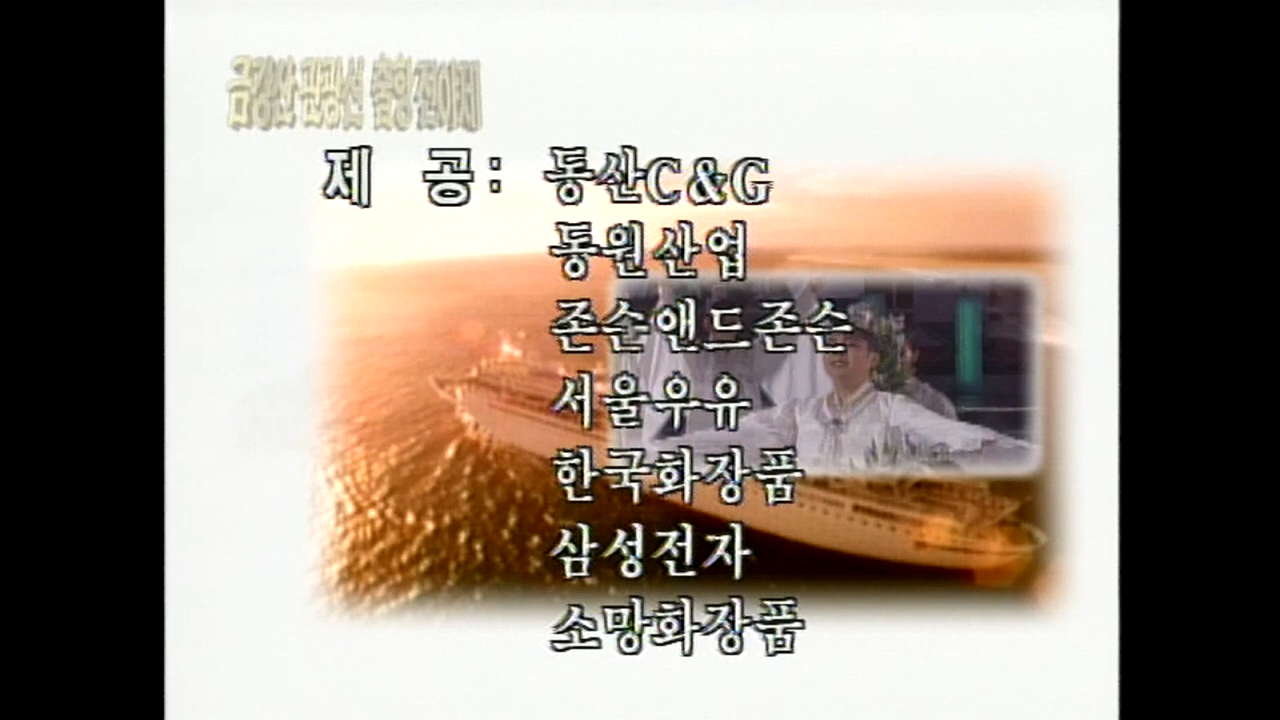 금강산 관광선 출항 전야제
제 공: 동산C&G
동원산업
존슨앤드존슨
서울우유
한국화장품
삼성전자
소망화장품